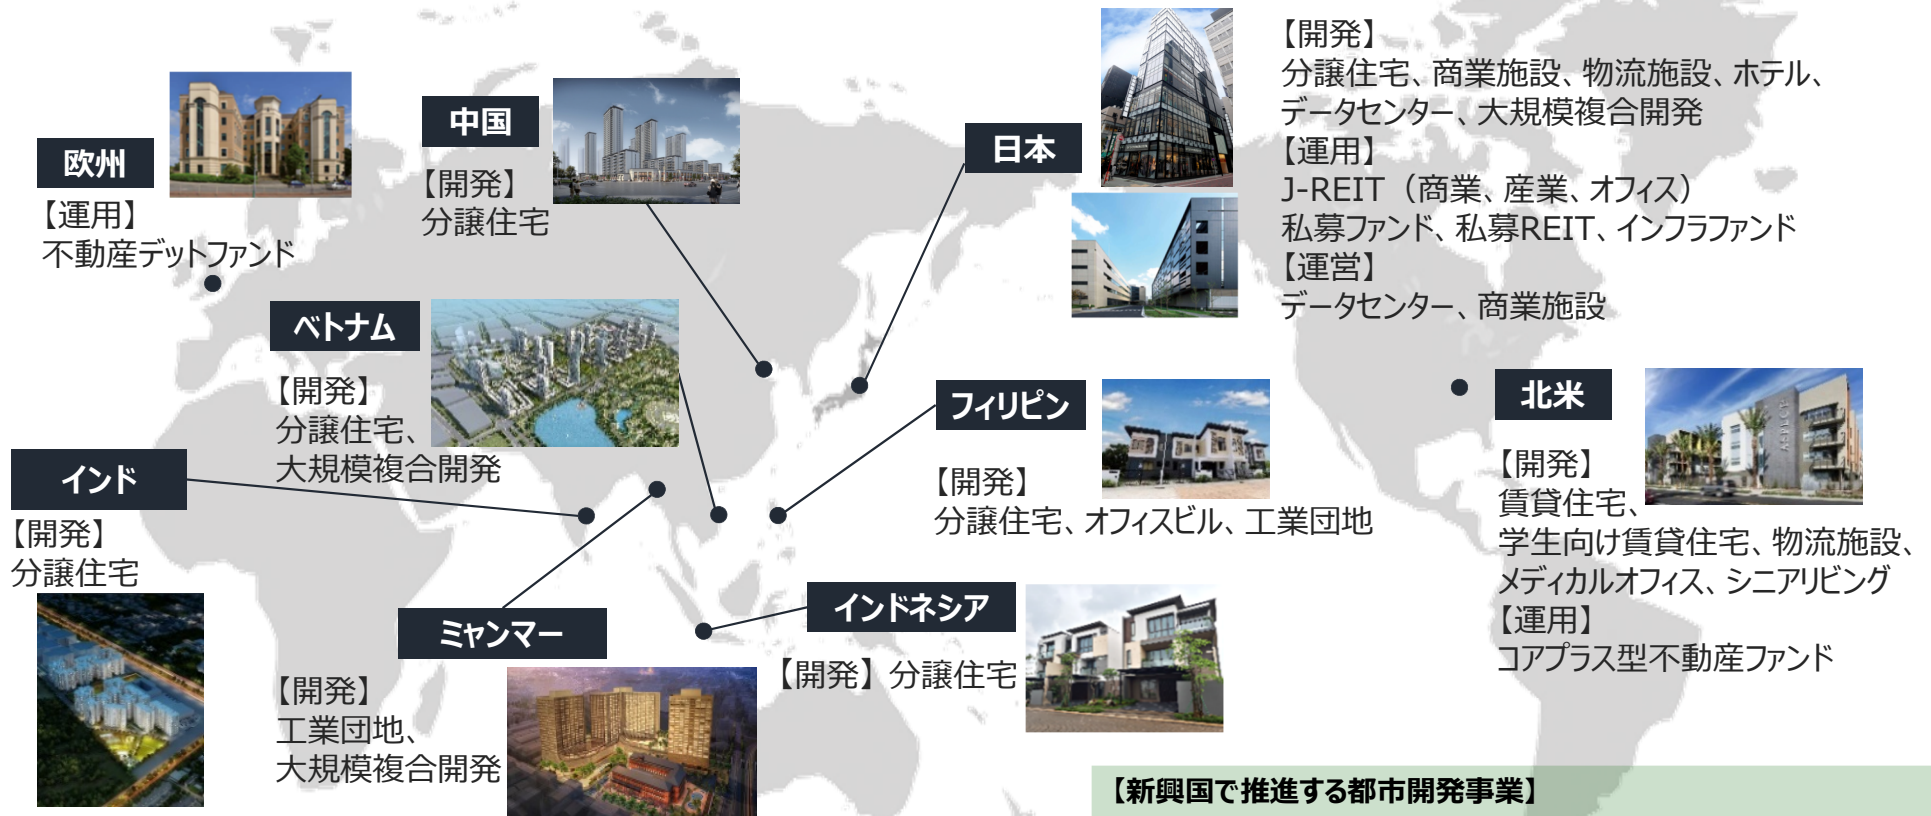 欧州
【運用】
不動産デットファンド
中国
【開発】
分譲住宅
日本
【開発】
分譲住宅、商業施設、物流施設、ホテル、
データセンター、大規模複合開発
【運用】
J-REIT（商業、産業、オフィス）
私募ファンド、私募REIT、インフラファンド
【運営】
データセンター、商業施設
ベトナム
【開発】
分譲住宅、
大規模複合開発
インド
【開発】
分譲住宅
ミャンマー
【開発】
工業団地、
大規模複合開発
フィリピン
【開発】
分譲住宅、オフィスビル、工業団地
インドネシア
【開発】分譲住宅
北米
【開発】
賃貸住宅、
学生向け賃貸住宅、物流施設、
メディカルオフィス、シニアリビング
【運用】
コアプラス型不動産ファンド
【新興国で推進する都市開発事業】